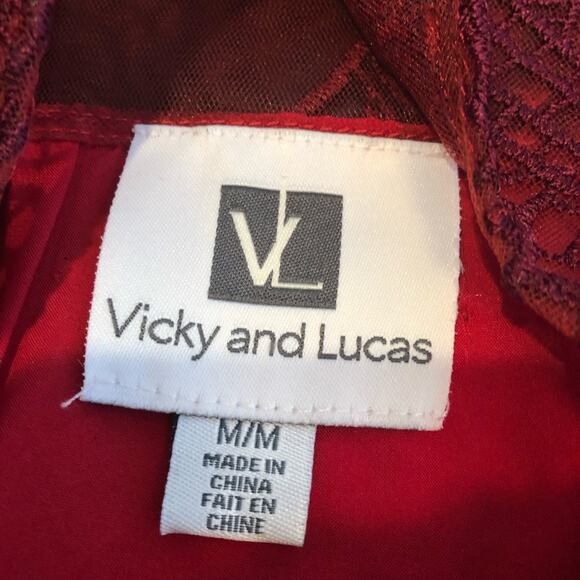 VL
Vicky and Lucas
M/M
MADE IN
CHINA
FAIT EN
CHINE